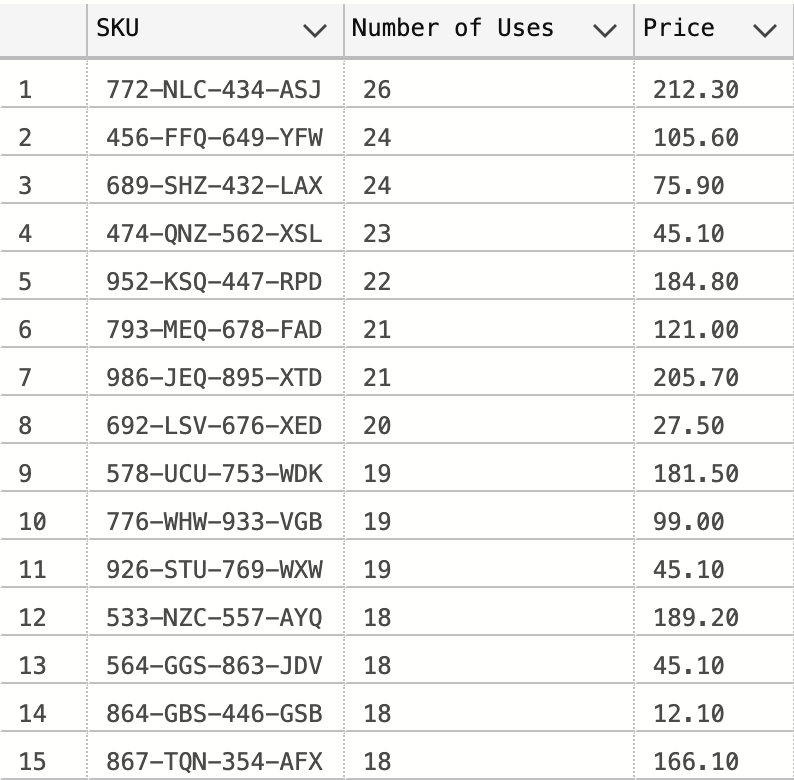 SKU Number of Uses Price
1 772-NLC-434-ASJ 26 212.30
2 456-FFQ-649-YFW 24 105.60
3 689-SHZ-432-LAX 24 75.90
4 474-QNZ-562-XSL 23 45.10
5 952-KSQ-447-RPD 22 184.80
6 793-MEQ-678-FAD 21 121.00
7 986-JEQ-895-XTD 21 205.70
8 692-LSV-676-XED 20 27.50
9 578-UCU-753-WDK 19 181.50
10 776-WHW-933-VGB 19 99.00
11 926-STU-769-WXW 19 45.10
12 533-NZC-557-AYQ 18 189.20
13 564-GGS-863-JDV 18 45.10
14 864-GBS-446-GSB 18 12.10
15 867-TQN-354-AFX 18 166.10